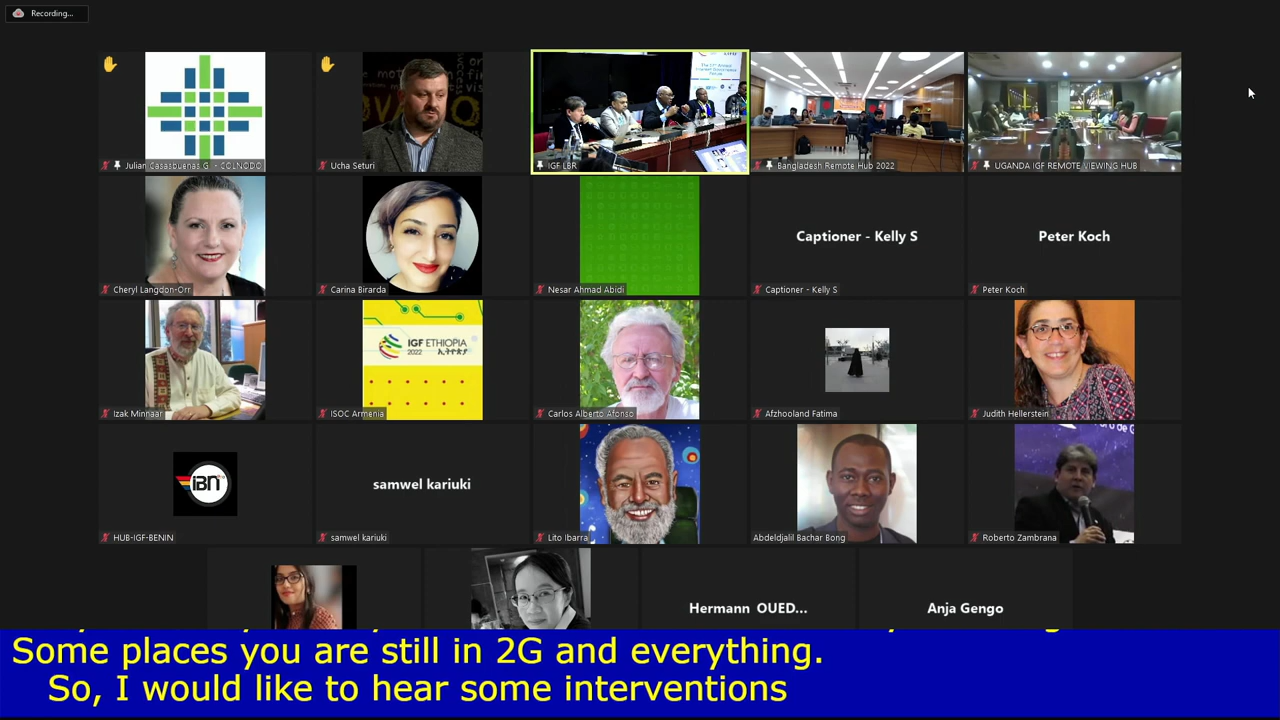 Recording...
Julian Casasbuenas G. - COLNODO
Ucha Seturi
IGF LBR
Bangladesh Remote Hub 2022
UGANDA IGF REMOTE VIEWING HUB
Captioner - Kelly S
Peter Koch
Cheryl Langdon-Orr
Carina Birarda
Nesar Ahmad Abidi
Captioner - Kelly S
Peter Koch
IGF ETHIOPIA
2022 ኢትዮጵያ
Izak Minnaar
ISOC Armenia
Carlos Alberto Afonso
Afzhooland Fatima
Judith Hellerstein
iBN
samwel kariuki
HUB-IGF-BENIN
samwel kariuki
Lito Ibarra
Abdeldjalil Bachar Bong
Roberto Zambrana
Hermann OUED...
Anja Gengo
Some places you are still in 2G and everything.
So, I would like to hear some interventions